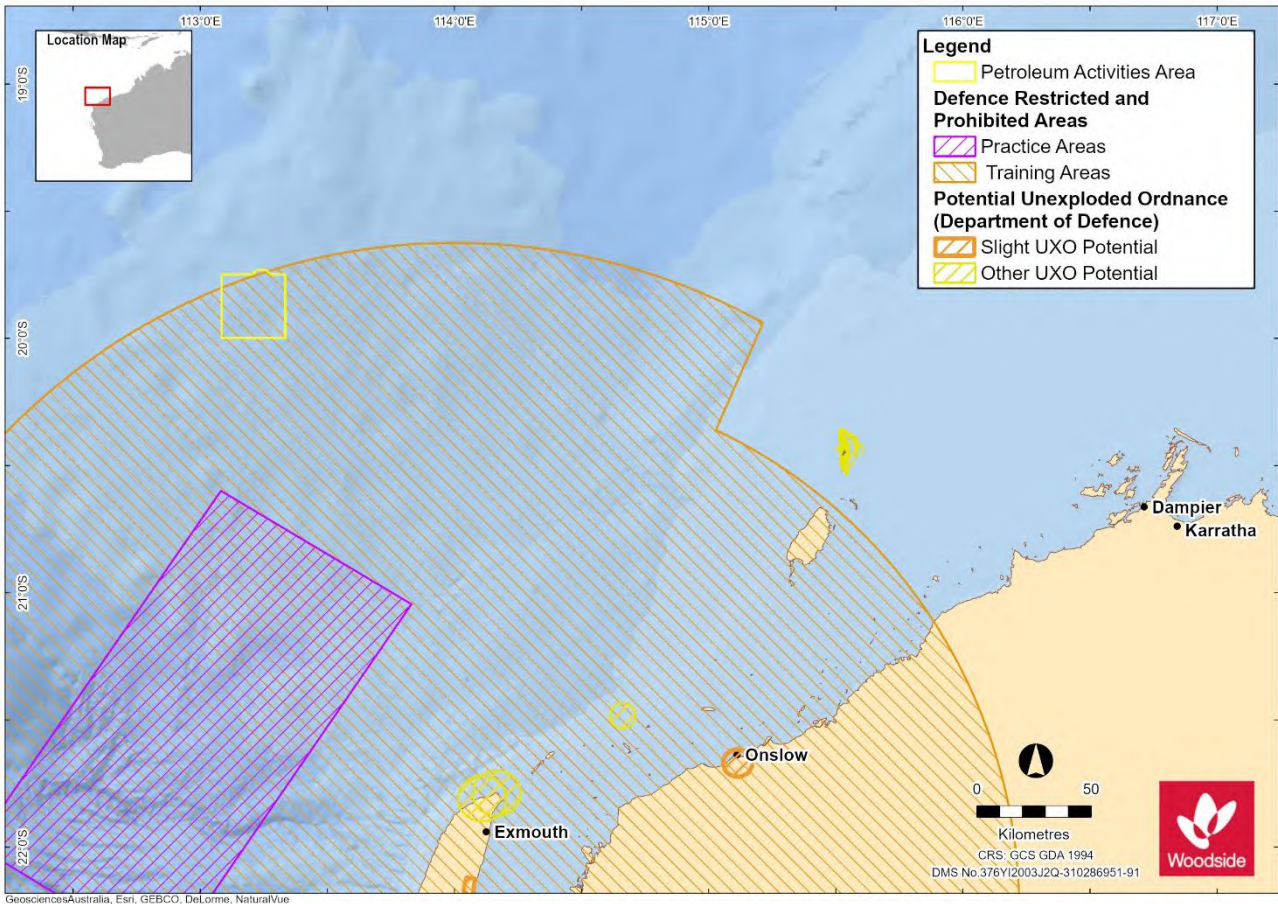 113°0'E
114°0'E
115°0'E
116°0'E
117°0'E
Location Map
19°0'S
20°0'S
21°0'S
22°0'S
Legend
Petroleum Activities Area
Defence Restricted and
Prohibited Areas
Practice Areas
Training Areas
Potential Unexploded Ordnance
(Department of Defence)
Slight UXO Potential
Other UXO Potential
Dampier
Karratha
Onslow
Exmouth
0 50
Kilometres
CRS: GCS GDA 1994
DMS No.376YI2003J2Q-310286951-91
Woodside
GeosciencesAustralia, Esri, GEBCO, DeLorme, NaturalVue